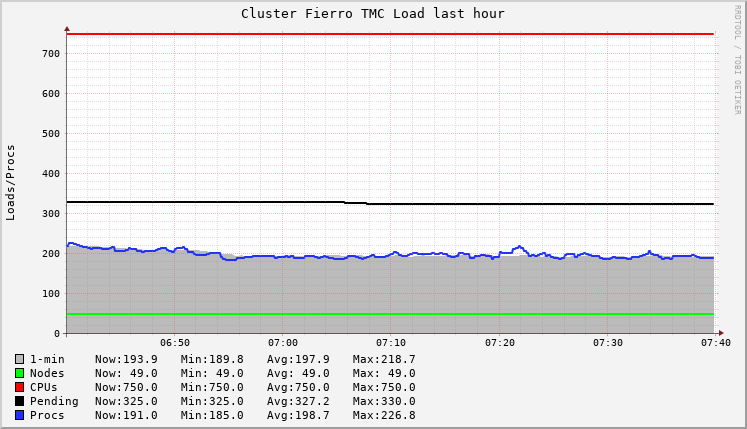 Cluster Fierro TMC Load last hour
RRDTOOL / TOBI OETIKER
Loads/Procs
700
600
500
400
300
200
100
0
06:50 07:00 07:10 07:20 07:30 07:40
1-min Now:193.9 Min:189.8 Avg:197.9 Max:218.7
Nodes Now: 49.0 Min: 49.0 Avg: 49.0 Max: 49.0
CPUs Now:750.0 Min:750.0 Avg:750.0 Max:750.0
Pending Now:325.0 Min:325.0 Avg:327.2 Max:330.0
Procs Now:191.0 Min:185.0 Avg:198.7 Max:226.8